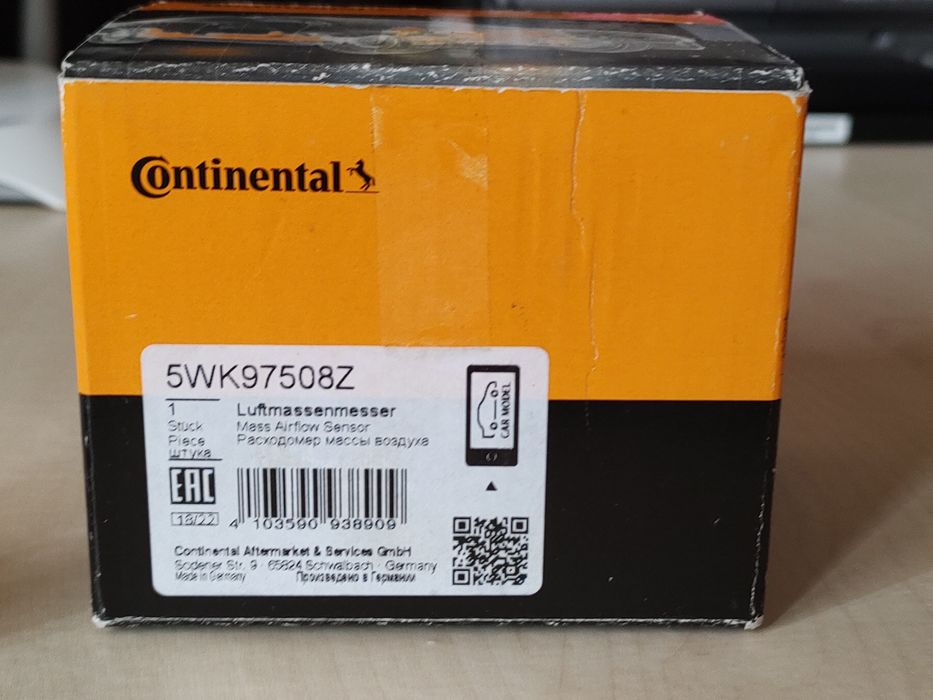 Continental
5WK97508Z
1 Luftmassenmesser
Stück Mass Airflow Sensor
Piece Расходомер массы воздуха
штука
CAR MODEL
EAC
18/22
4 103590 938909
Continental Aftermarket & Services GmbH
Sodener Str. 9 · 65824 Schwalbach · Germany
Made in Germany Произведено в Германии